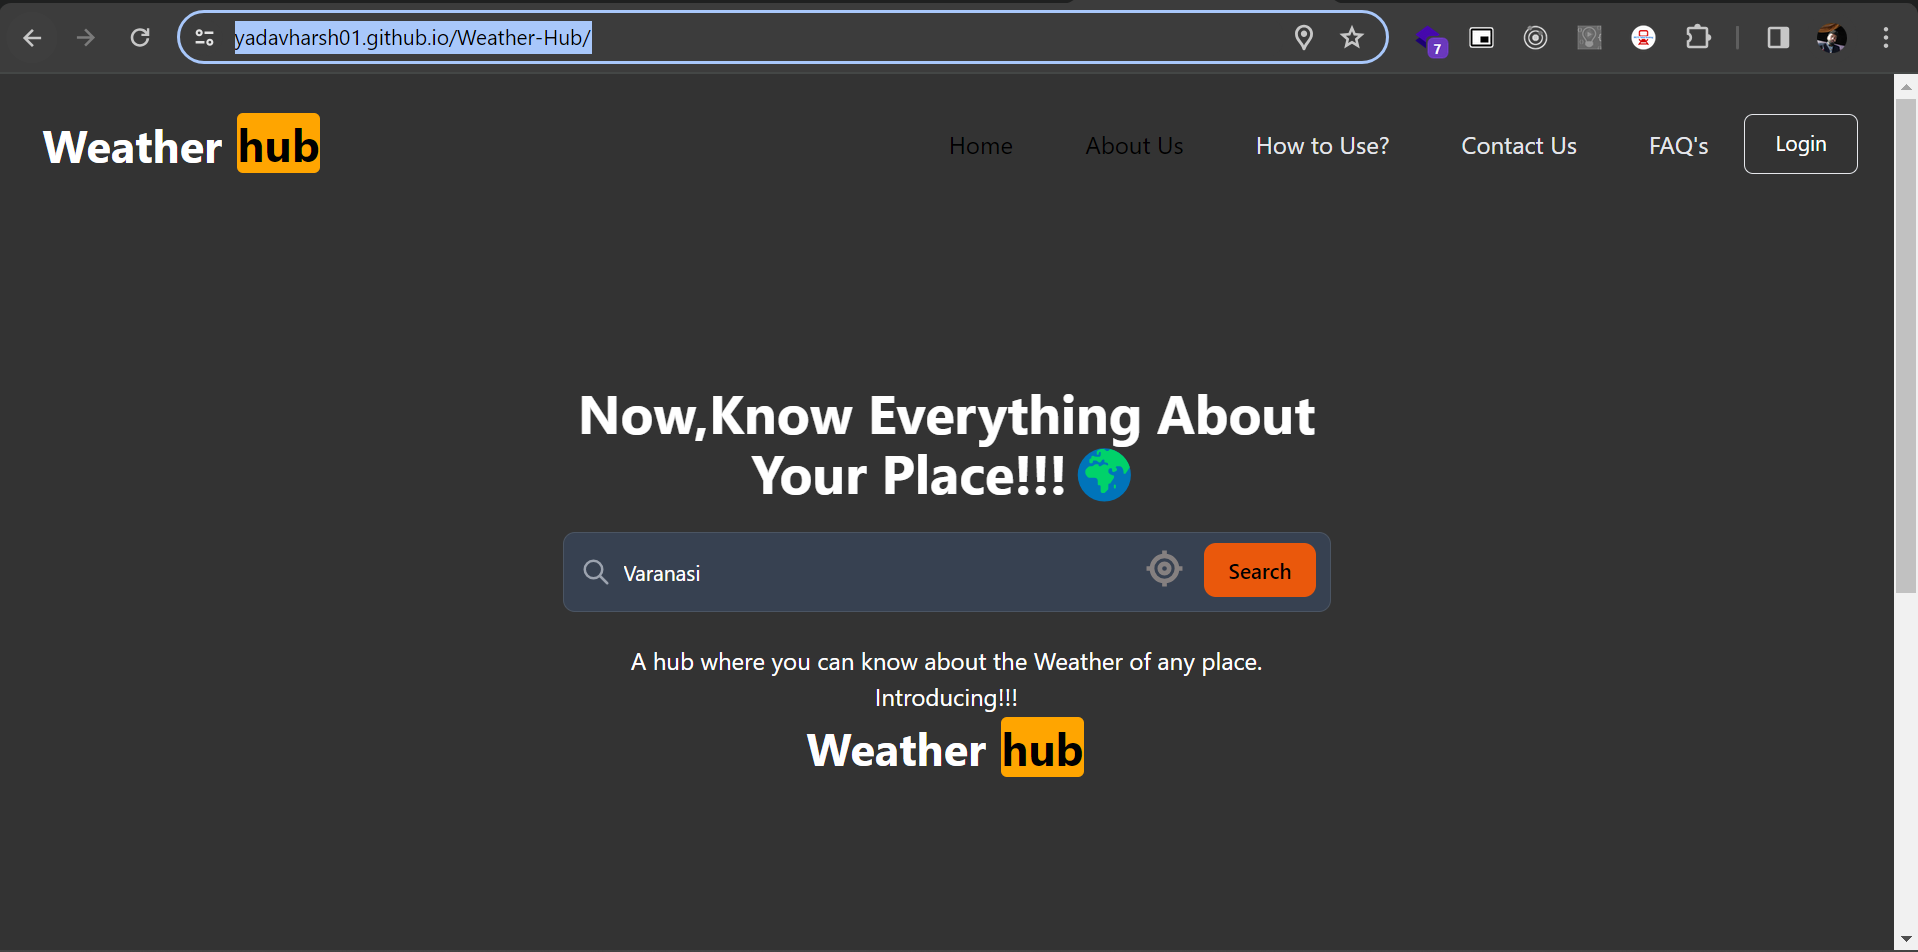 yadavharsh01.github.io/Weather-Hub/
7
Weather hub
Home About Us How to Use? Contact Us FAQ's Login
Now,Know Everything About
Your Place!!!
Varanasi Search
A hub where you can know about the Weather of any place.
Introducing!!!
Weather hub